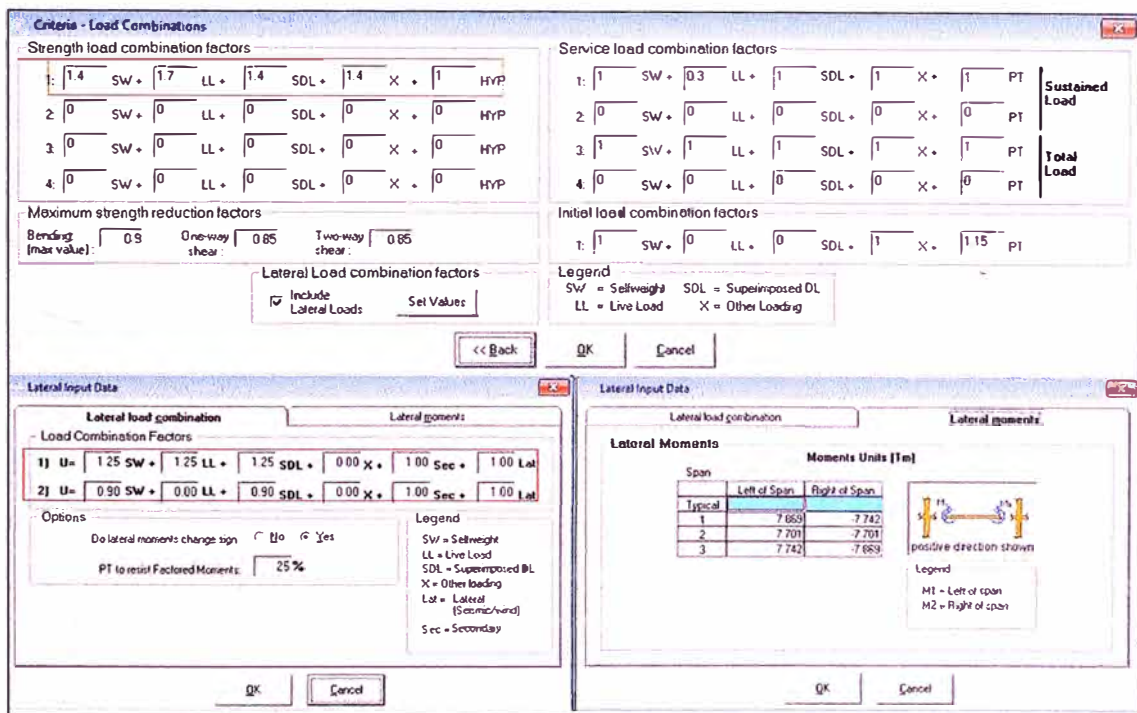 Criteria - Load Combinations
Strength load combination factors
1: 1.4 SW + 1.7 LL + 1.4 SDL + 1.4 X + 1 HYP
2: 0 SW + 0 LL + 0 SDL + 0 X + 0 HYP
3: 0 SW + 0 LL + 0 SDL + 0 X + 0 HYP
4: 0 SW + 0 LL + 0 SDL + 0 X + 0 HYP
Service load combination factors
1: 1 SW + 0.3 LL + 1 SDL + 1 X + 1 PT
2: 0 SW + 0 LL + 0 SDL + 0 X + 0 PT
Sustained Load
3: 1 SW + 1 LL + 1 SDL + 1 X + 1 PT
4: 0 SW + 0 LL + 0 SDL + 0 X + 0 PT
Total Load
Maximum strength reduction factors
Bending (max value): 0.9 One-way shear: 0.85 Two-way shear: 0.85
Initial load combination factors
1: 1 SW + 0 LL + 0 SDL + 1 X + 1.15 PT
Lateral Load combination factors
Include Lateral Loads Set Values
Legend
SW = Selfweight SDL = Superimposed DL
LL = Live Load X = Other Loading
<< Back OK Cancel
Lateral Input Data
Lateral load combination Lateral moments
Load Combination Factors
1) U= 1.25 SW + 1.25 LL + 1.25 SDL + 0.00 X + 1.00 Sec + 1.00 Lat
2) U= 0.90 SW + 0.00 LL + 0.90 SDL + 0.00 X + 1.00 Sec + 1.00 Lat
Options
Do lateral moments change sign No Yes
PT to resist Factored Moments: 25 %
Legend
SW = Selfweight
LL = Live Load
SDL = Superimposed DL
X = Other loading
Lat = Lateral
(Seismic/wind)
Sec = Secondary
OK Cancel
Lateral Input Data
Lateral load combination Lateral moments
Lateral Moments
Moments Units [Tm]
Span
Left of Span Right of Span
Typical
1 7.869 -7.742
2 7.701 -7.701
3 7.742 -7.869
positive direction shown
Legend
M1 = Left of span
M2 = Right of span
OK Cancel